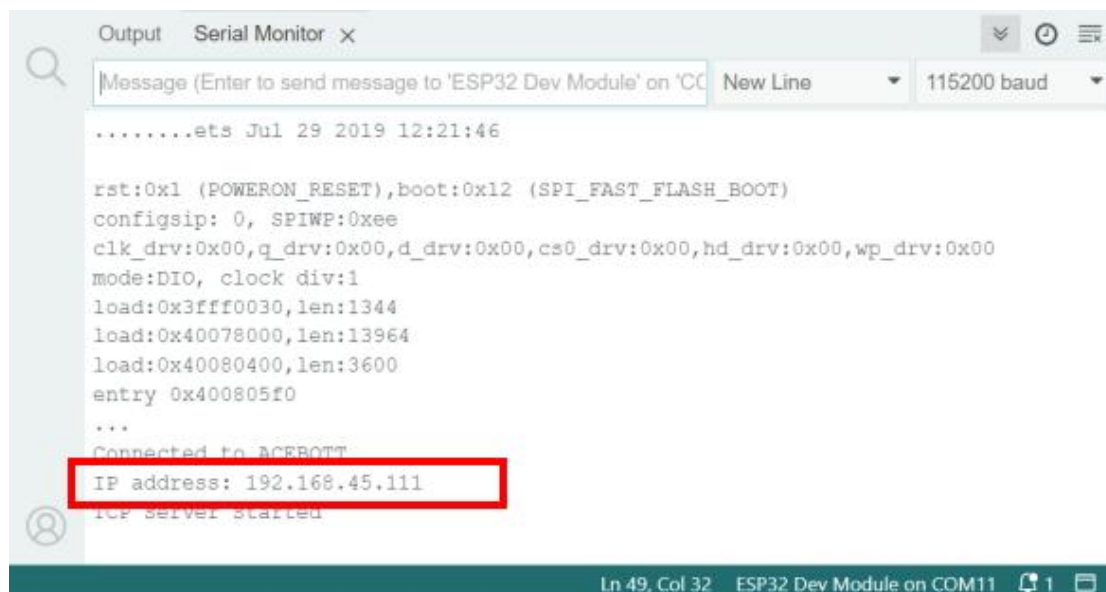 Output Serial Monitor ×
Message (Enter to send message to 'ESP32 Dev Module' on 'CO New Line 115200 baud
........ets Jul 29 2019 12:21:46
rst:0x1 (POWERON_RESET),boot:0x12 (SPI_FAST_FLASH_BOOT)
configsip: 0, SPIWP:0xee
clk_drv:0x00,q_drv:0x00,d_drv:0x00,cs0_drv:0x00,hd_drv:0x00,wp_drv:0x00
mode:DIO, clock div:1
load:0x3fff0030,len:1344
load:0x40078000,len:13964
load:0x40080400,len:3600
entry 0x400805f0
...
Connected to ACEBOTT
IP address: 192.168.45.111
TCP server started
Ln 49, Col 32 ESP32 Dev Module on COM11 1